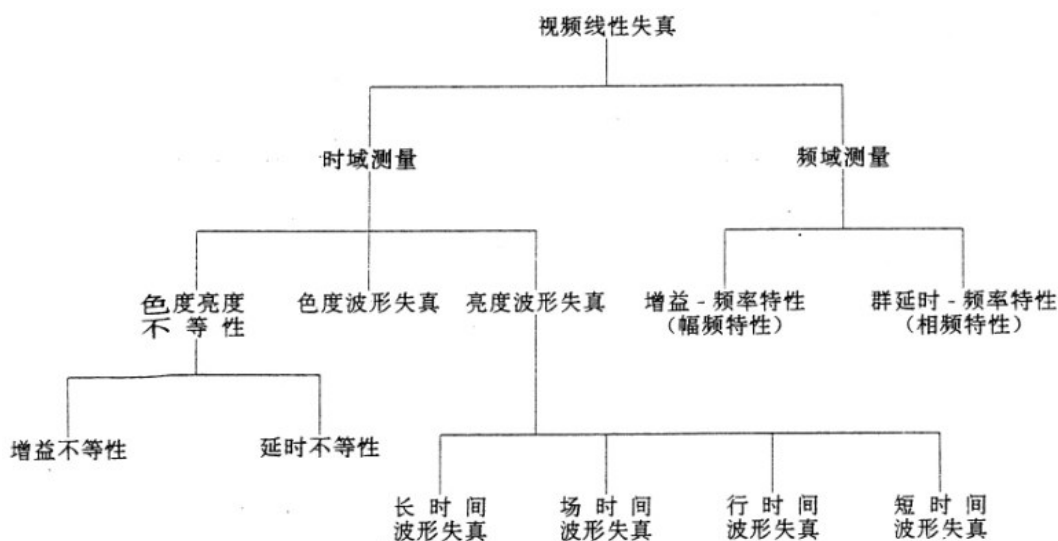 视频线性失真
时域测量
频域测量
色度亮度
不等性
色度波形失真
亮度波形失真
增益-频率特性
(幅频特性)
群延时-频率特性
(相频特性)
增益不等性
延时不等性
长时间
波形失真
场时间
波形失真
行时间
波形失真
短时间
波形失真